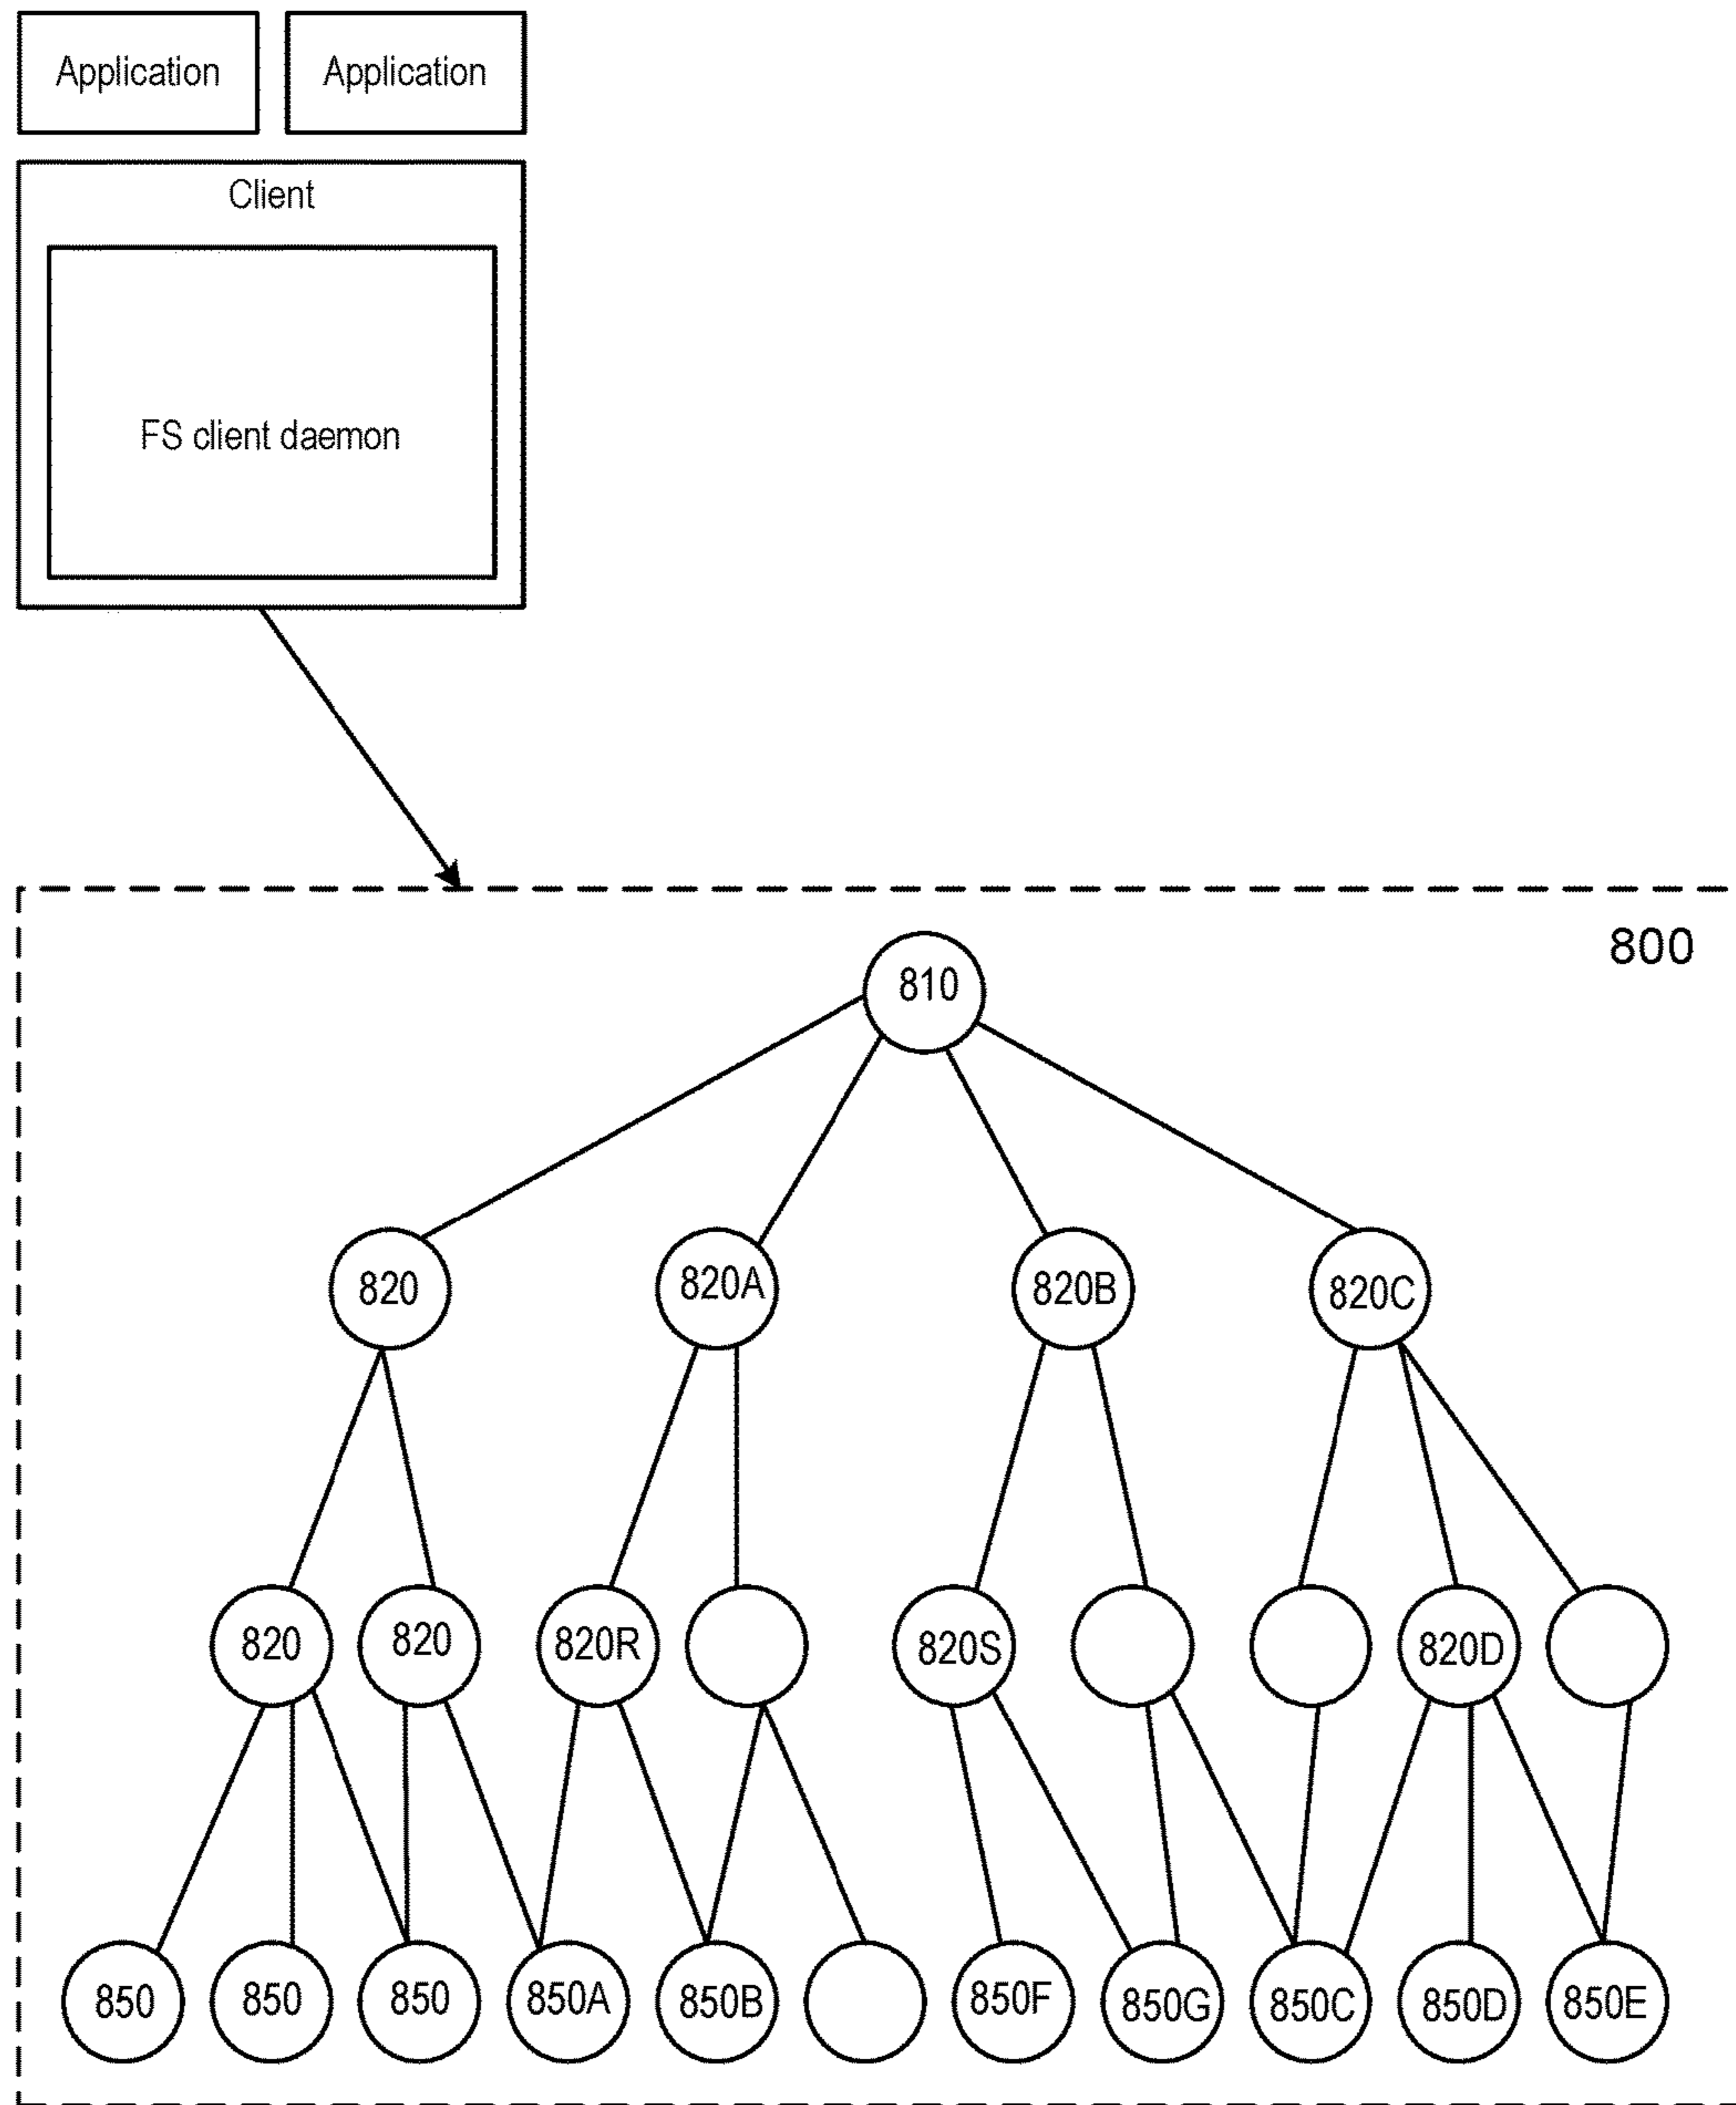 Application Application
Client
FS client daemon
800
810
820 820A 820B 820C
820 820 820R 820S 820D
850 850 850 850A 850B 850F 850G 850C 850D 850E